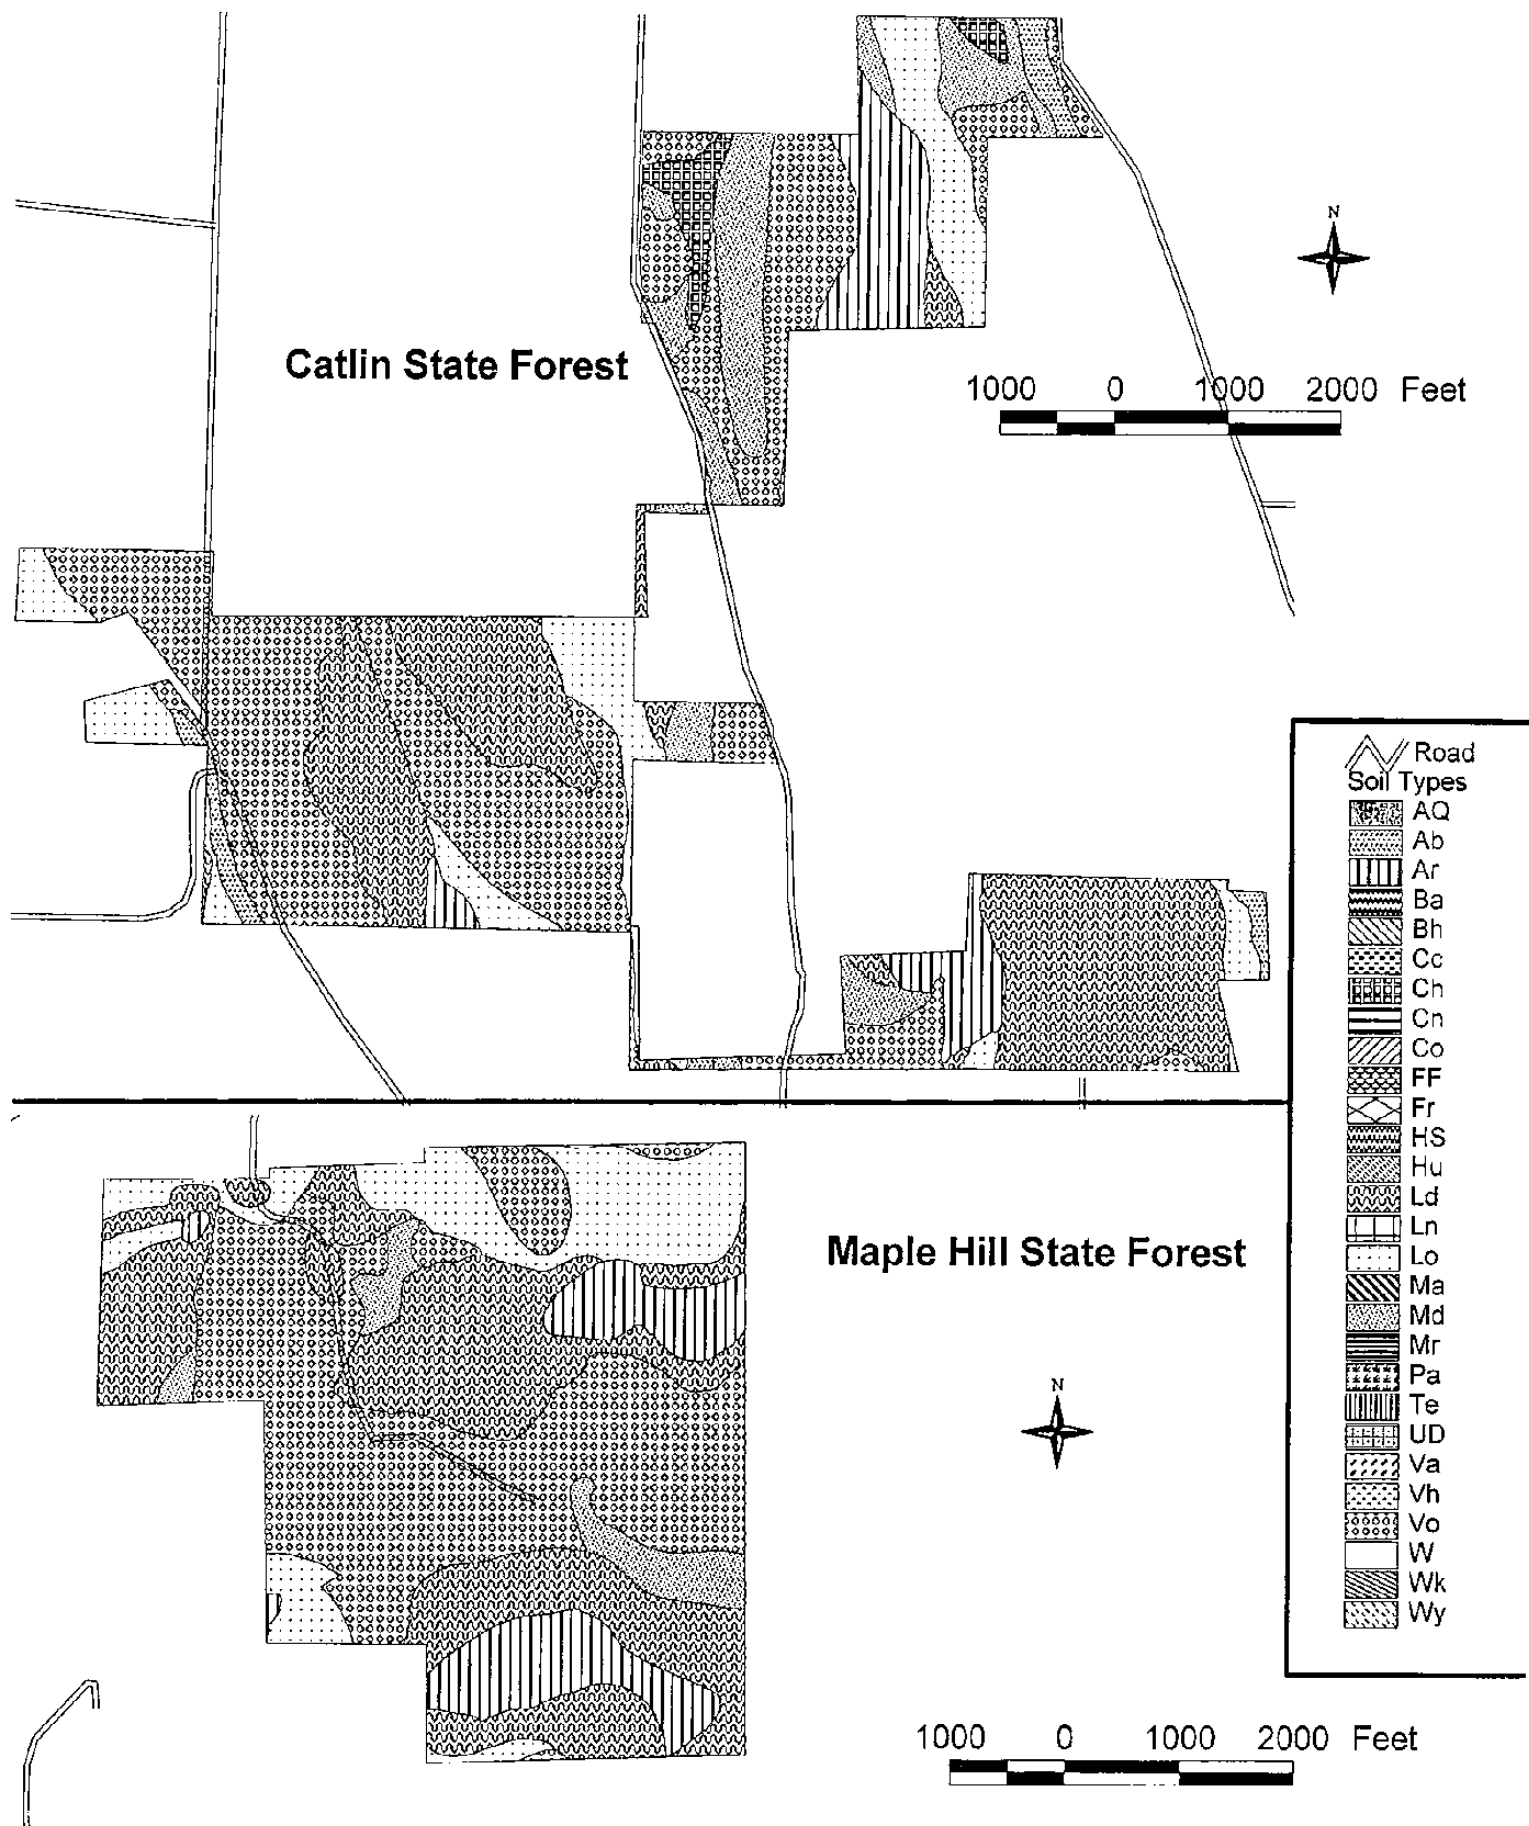 N
Catlin State Forest
1000 0 1000 2000 Feet
Road
Soil Types
AQ
Ab
Ar
Ba
Bh
Cc
Ch
Cn
Co
FF
Fr
HS
Hu
Ld
Ln
Lo
Ma
Md
Mr
Pa
Te
UD
Va
Vh
Vo
W
Wk
Wy
Maple Hill State Forest
N
1000 0 1000 2000 Feet